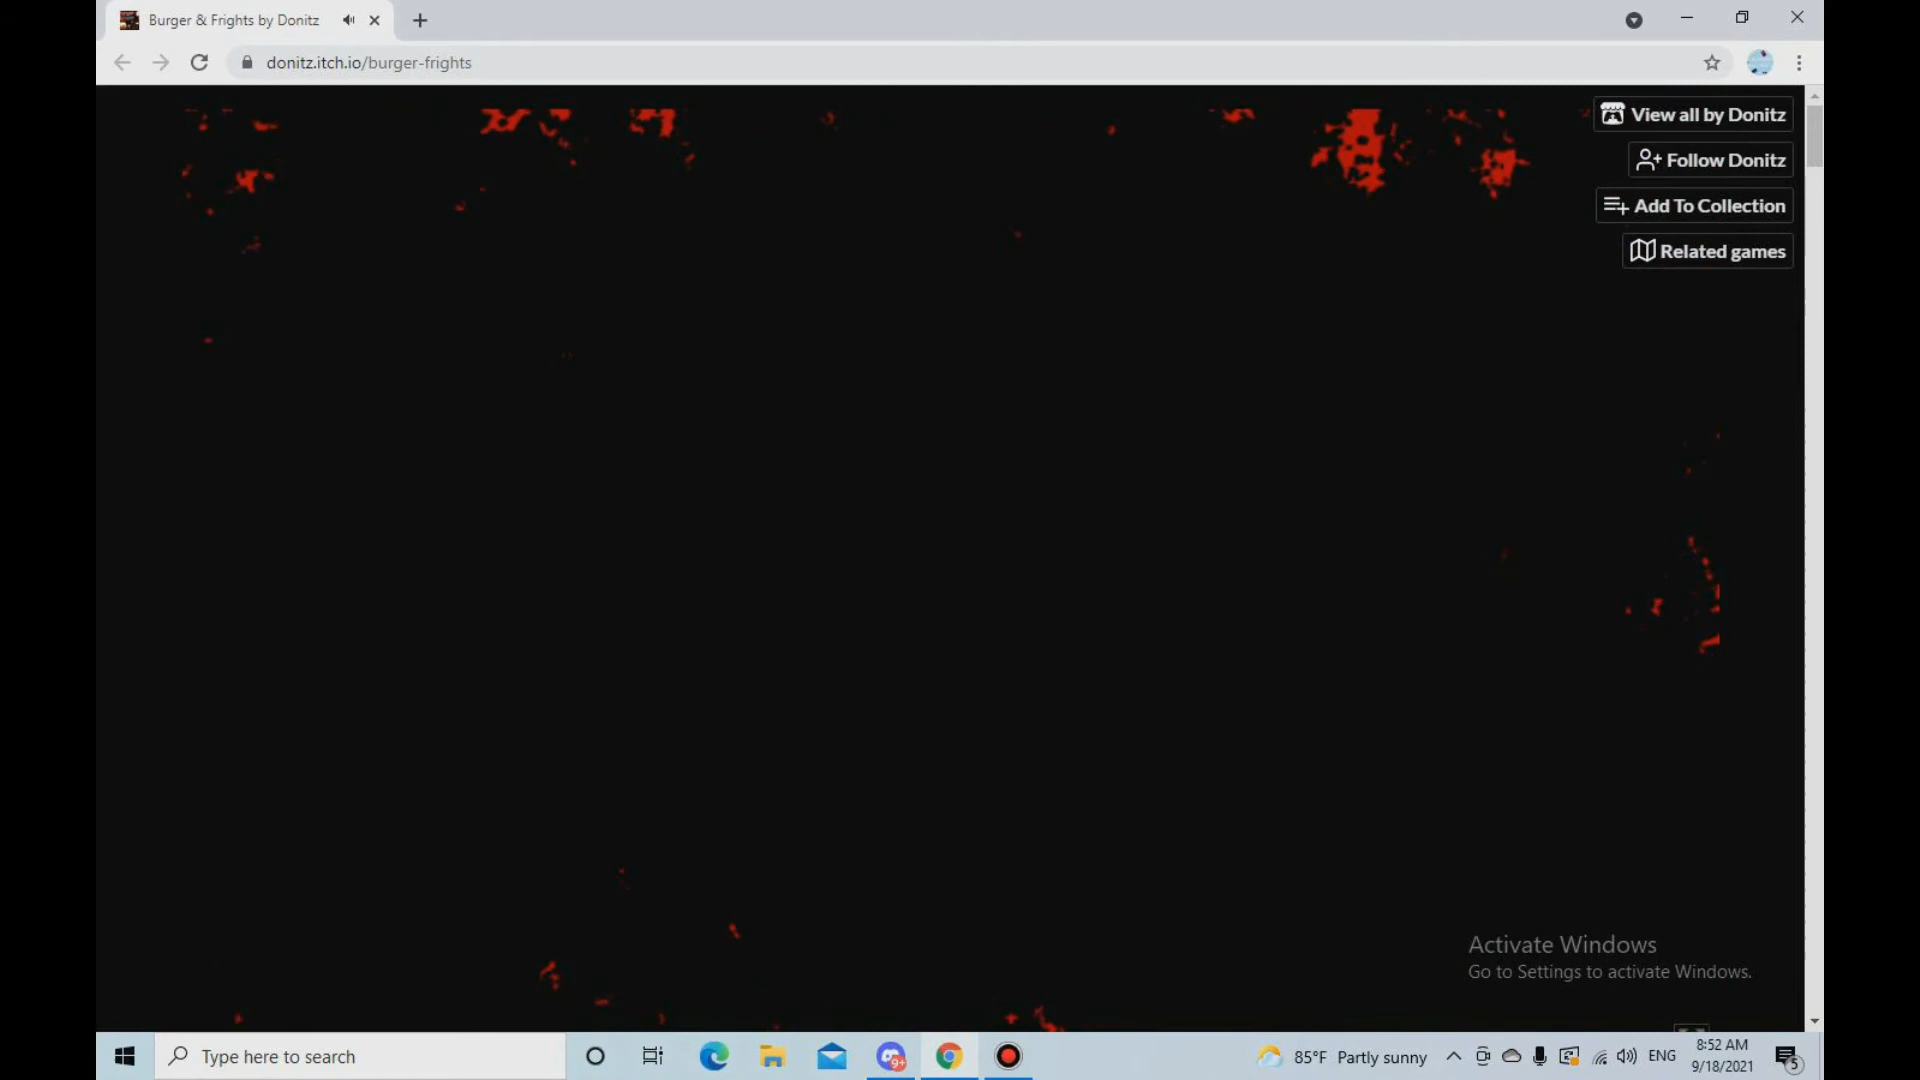 Burger & Frights by Donitz
donitz.itch.io/burger-frights
View all by Donitz
Follow Donitz
Add To Collection
Related games
Activate Windows
Go to Settings to activate Windows.
Type here to search
9+
85°F Partly sunny
ENG
8:52 AM
9/18/2021
5